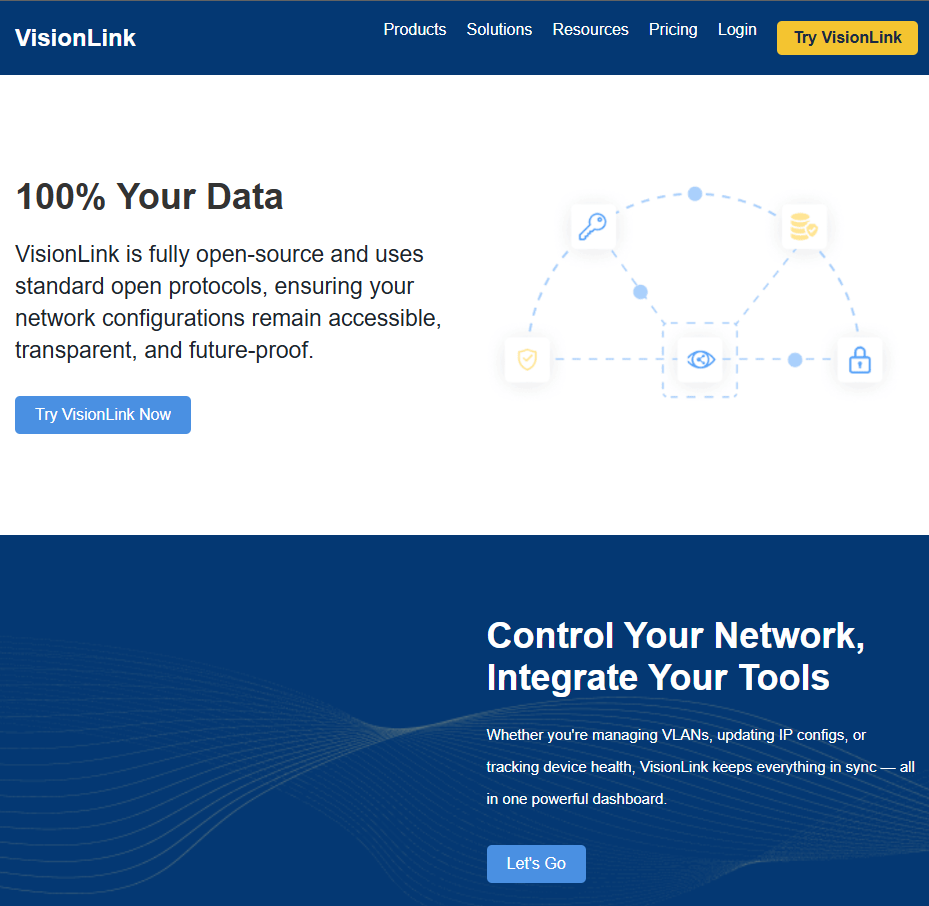 VisionLink
Products
Solutions
Resources
Pricing
Login
Try VisionLink
100% Your Data
VisionLink is fully open-source and uses
standard open protocols, ensuring your
network configurations remain accessible,
transparent, and future-proof.
Try VisionLink Now
Control Your Network,
Integrate Your Tools
Whether you're managing VLANs, updating IP configs, or
tracking device health, VisionLink keeps everything in sync — all
in one powerful dashboard.
Let's Go